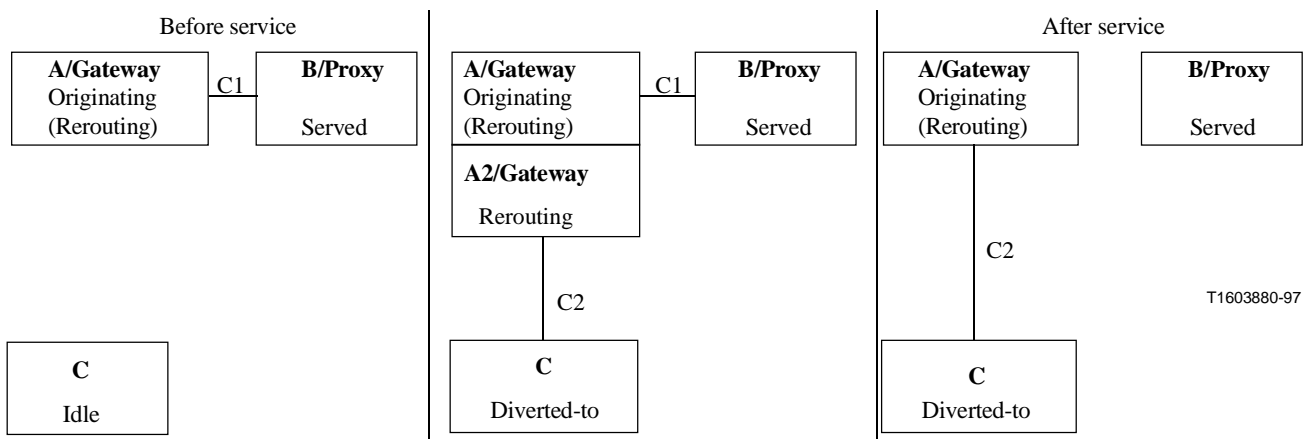 Before service
A/Gateway
Originating
(Rerouting)
C1
B/Proxy
Served
C
Idle
A/Gateway
Originating
(Rerouting)
C1
B/Proxy
Served
A2/Gateway
Rerouting
C2
C
Diverted-to
After service
A/Gateway
Originating
(Rerouting)
B/Proxy
Served
C2
T1603880-97
C
Diverted-to